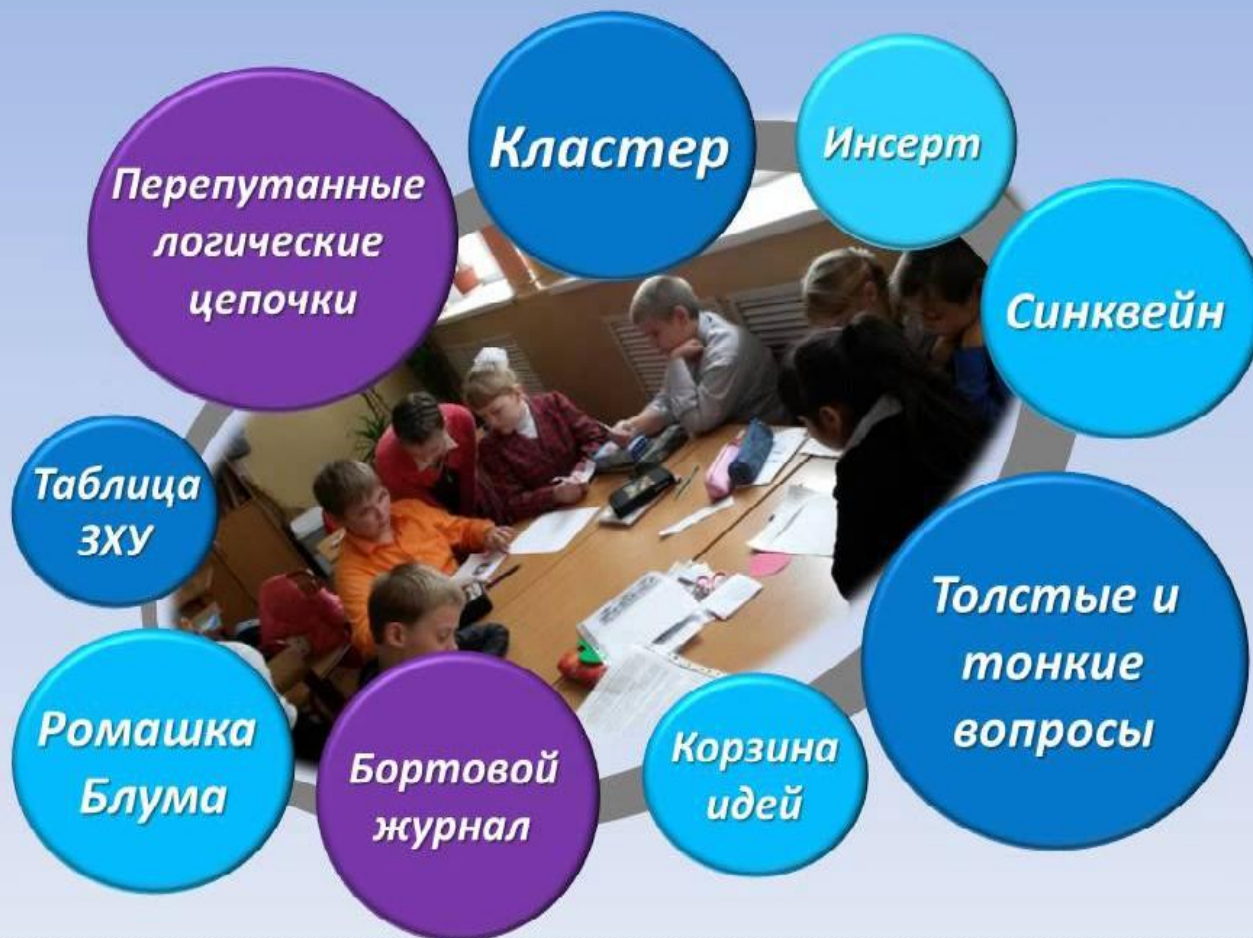 Кластер
Инсерт
Перепутанные
логические
цепочки
Синквейн
Таблица
ЗХУ
Толстые и
тонкие
вопросы
Ромашка
Блума
Бортовой
журнал
Корзина
идей